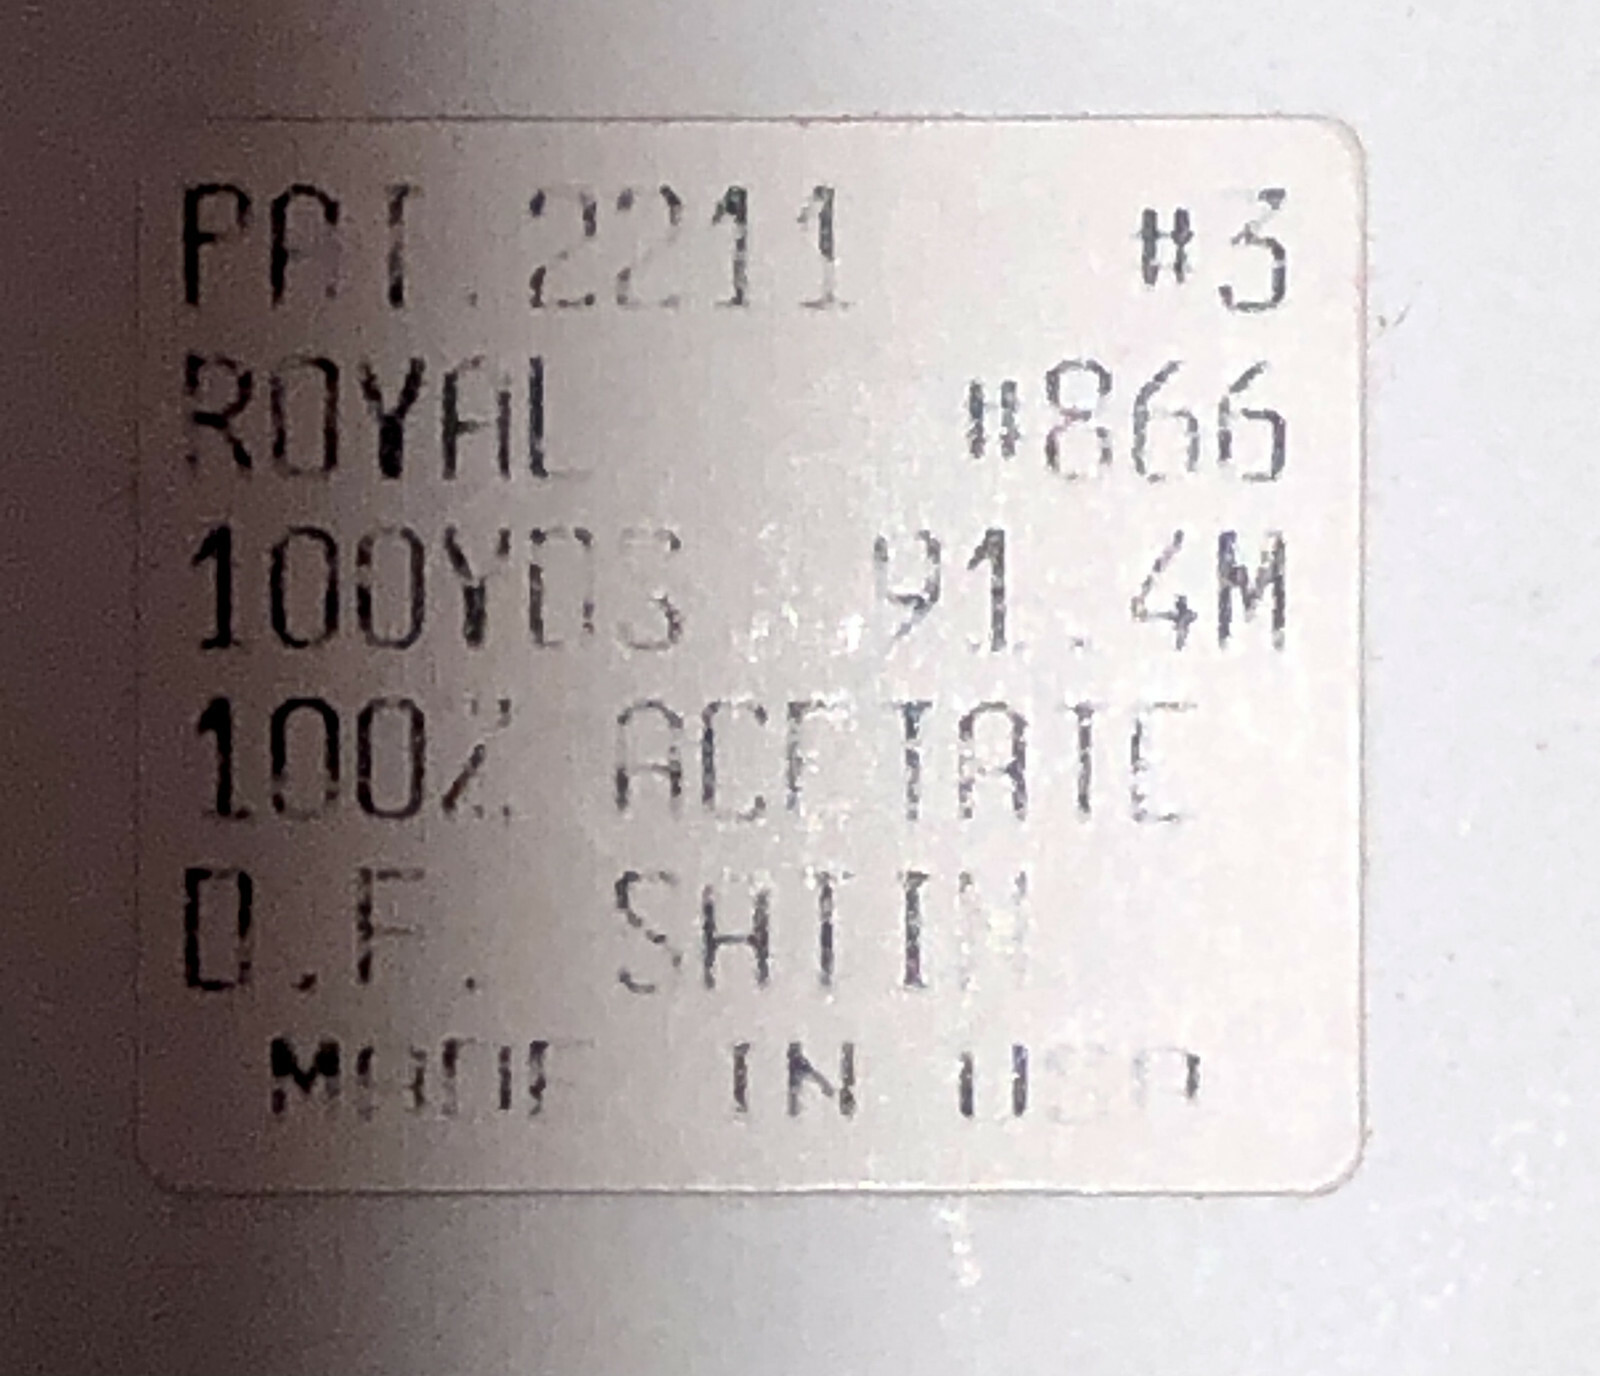 PAT.2211 #3
ROYAL #866
100YDS 91.4M
100% ACETATE
D.F. SATIN
MADE IN USA